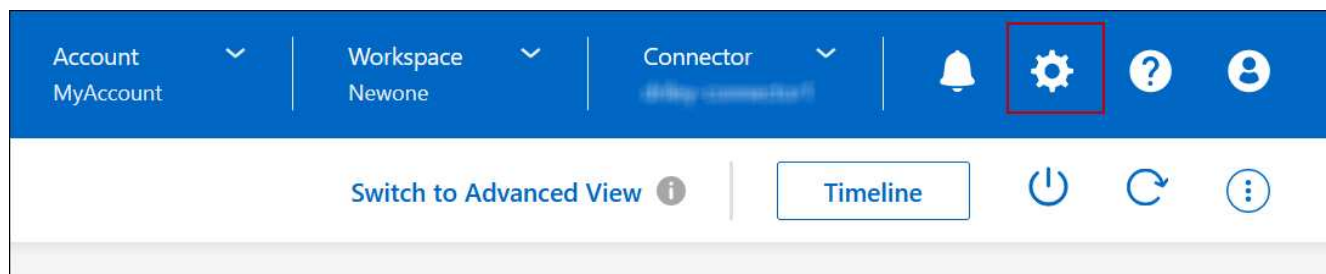 Account
MyAccount
Workspace
Newone
Connector
Switch to Advanced View
Timeline